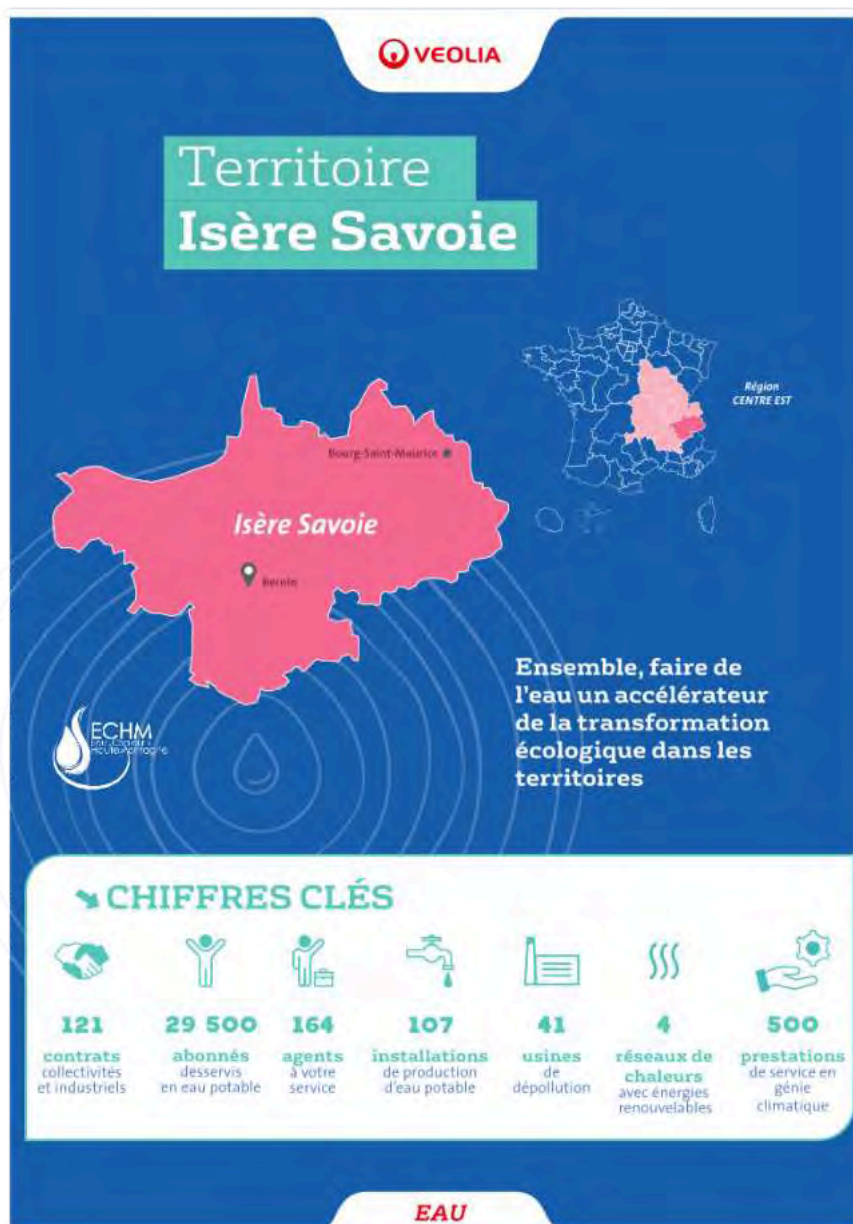 VEOLIA
Territoire
Isère Savoie
Région
CENTRE EST
Bourg-Saint-Maurice
Isère Savoie
Bernin
Ensemble, faire de
l'eau un accélérateur
de la transformation
écologique dans les
territoires
ECHM
Haute Montagne
CHIFFRES CLÉS
121
contrats
collectivités
et industriels
29 500
abonnés
desservis
en eau potable
164
agents
à votre
service
107
installations
de production
d'eau potable
41
usines
de
dépollution
4
réseaux de
chaleurs
avec énergies
renouvelables
500
prestations
de service en
génie
climatique
EAU